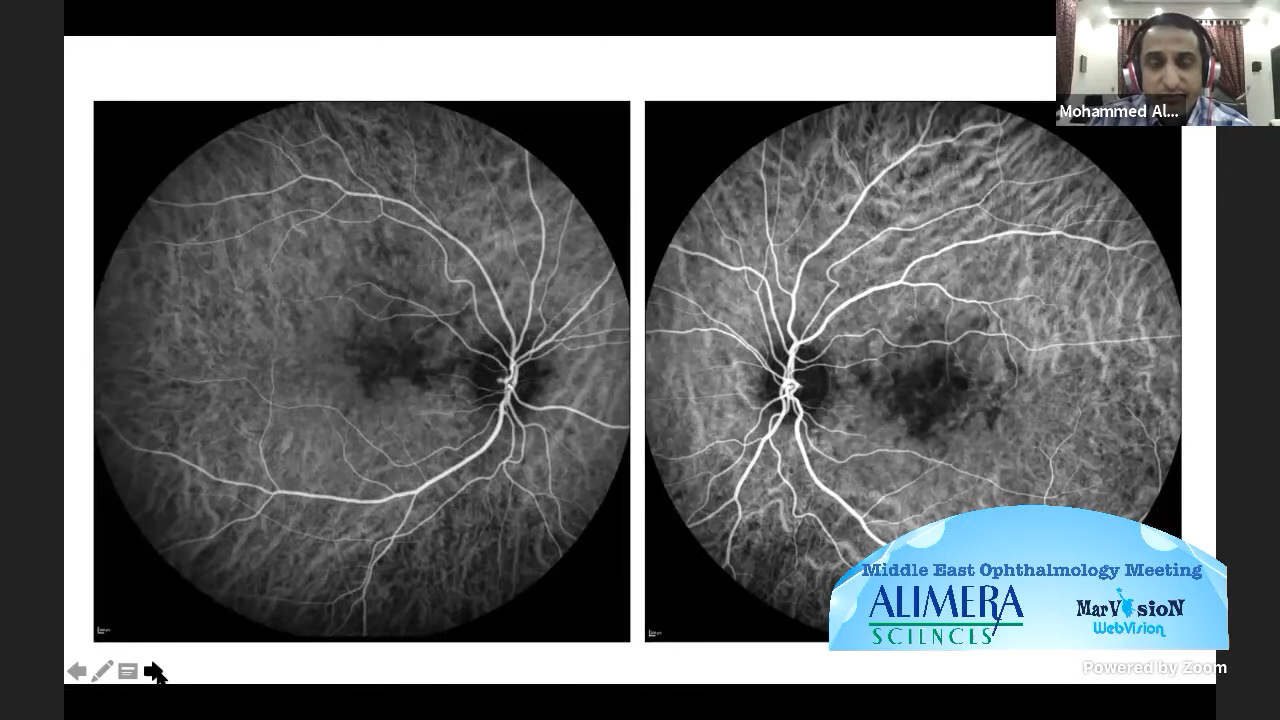 Mohammed Al...
Middle East Ophthalmology Meeting
ALIMERA
SCIENCES
MarVisioN
WebVision
Powered by Zoom